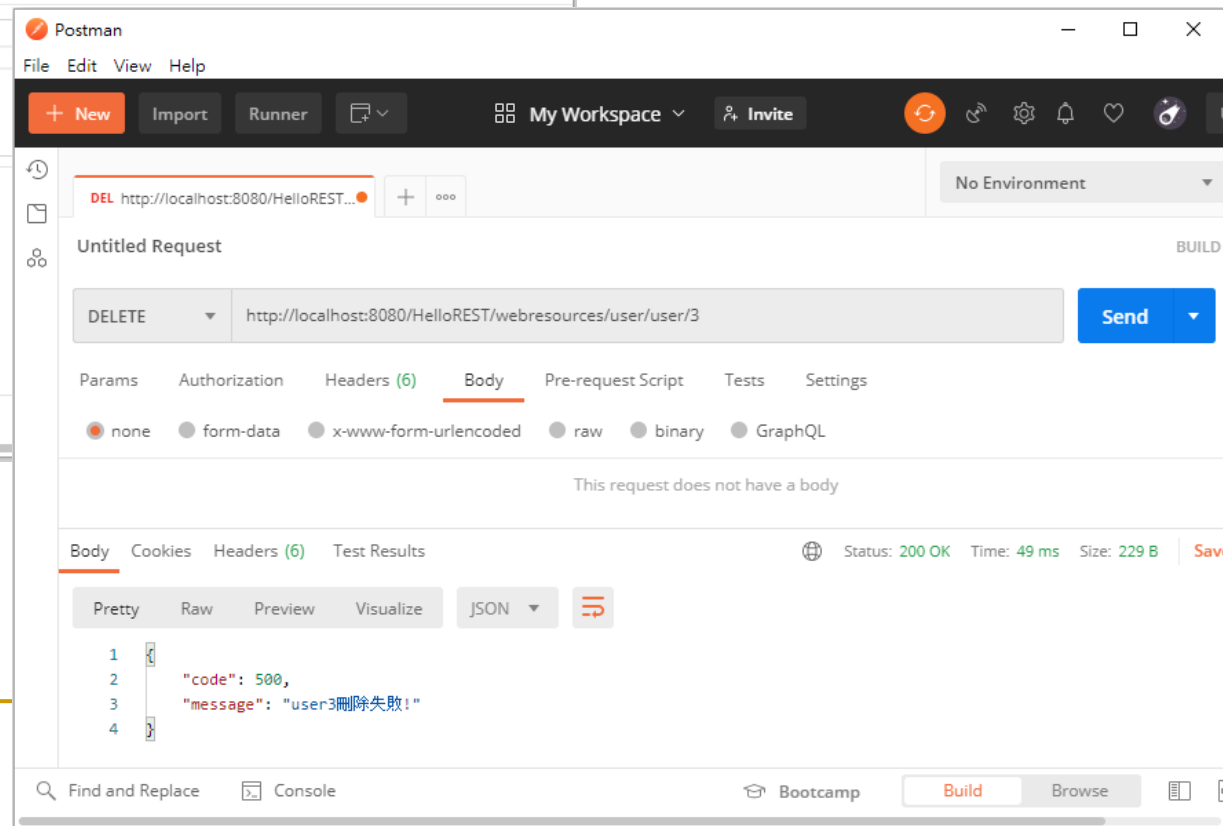 Postman
File Edit View Help
New Import Runner My Workspace Invite
DEL http://localhost:8080/HelloREST... No Environment
Untitled Request BUILD
DELETE http://localhost:8080/HelloREST/webresources/user/user/3 Send
Params Authorization Headers (6) Body Pre-request Script Tests Settings
none form-data x-www-form-urlencoded raw binary GraphQL
This request does not have a body
Body Cookies Headers (6) Test Results Status: 200 OK Time: 49 ms Size: 229 B Save
Pretty Raw Preview Visualize JSON
1 {
2 "code": 500,
3 "message": "user3刪除失敗!"
4 }
Find and Replace Console Bootcamp Build Browse